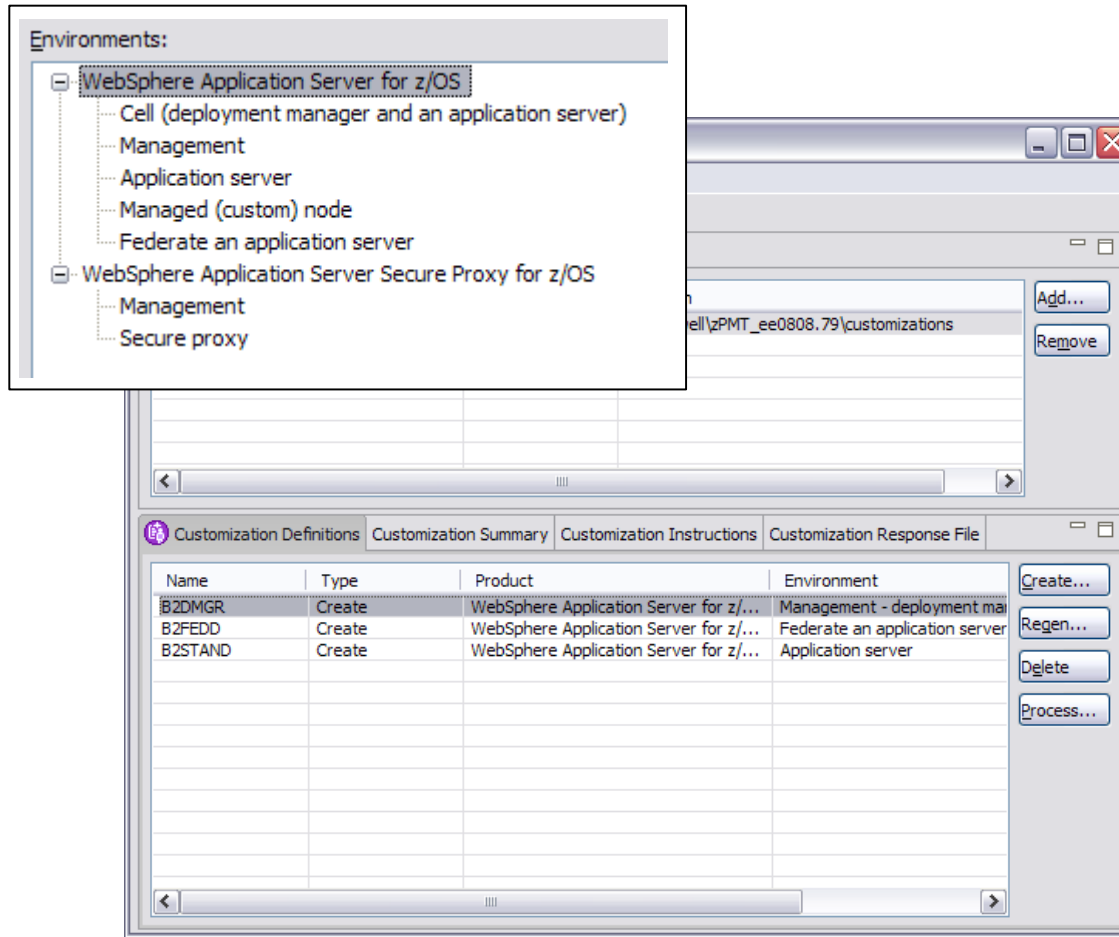 Environments:
WebSphere Application Server for z/OS
Cell (deployment manager and an application server)
Management
Application server
Managed (custom) node
Federate an application server
WebSphere Application Server Secure Proxy for z/OS
Management
Secure proxy
Add...
ell\zPMT_ee0808.79\customizations
Remove
Customization Definitions Customization Summary Customization Instructions Customization Response File
Name Type Product Environment Create...
B2DMGR Create WebSphere Application Server for z/... Management - deployment ma
B2FEDD Create WebSphere Application Server for z/... Federate an application server Regen...
B2STAND Create WebSphere Application Server for z/... Application server
Delete
Process...